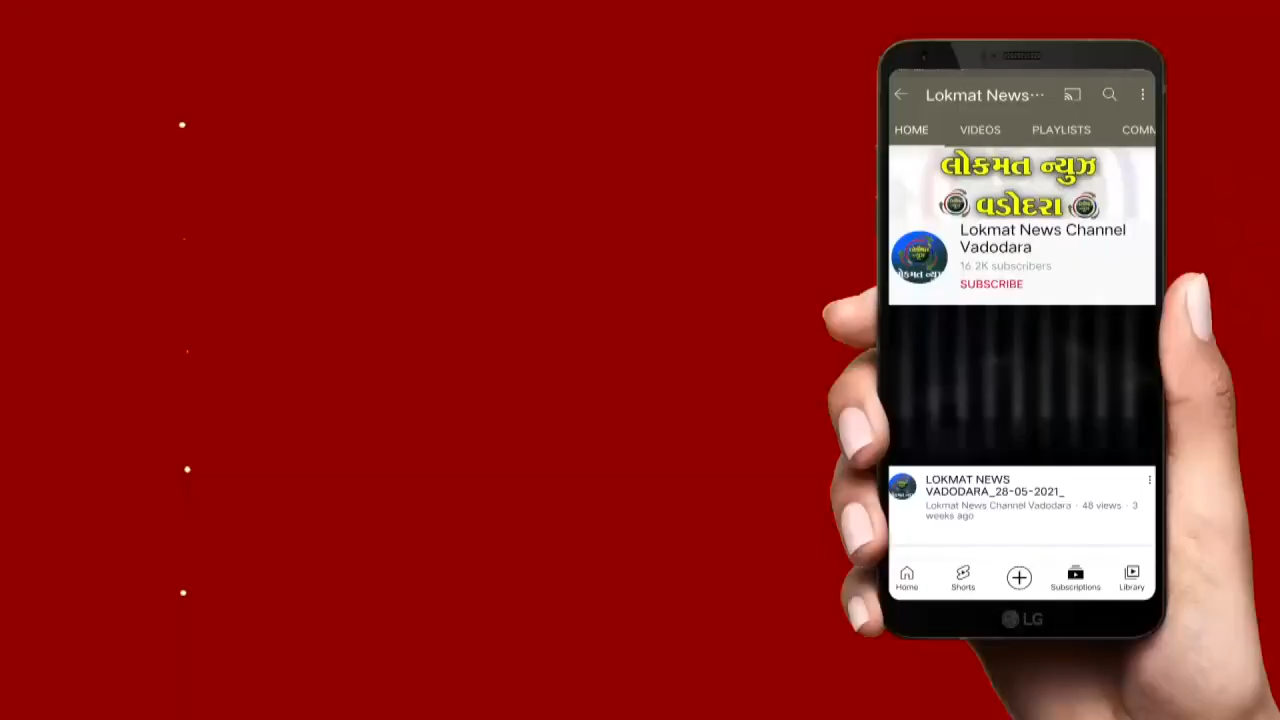 Lokmat News...
HOME VIDEOS PLAYLISTS COMM
લોકમત ન્યુઝ
વડોદરા
Lokmat News Channel
Vadodara
16.2K subscribers
SUBSCRIBE
લોકમત ન્યુઝ
LOKMAT NEWS
VADODARA_28-05-2021_
Lokmat News Channel Vadodara · 48 views · 3
weeks ago
Home Shorts Subscriptions Library
LG